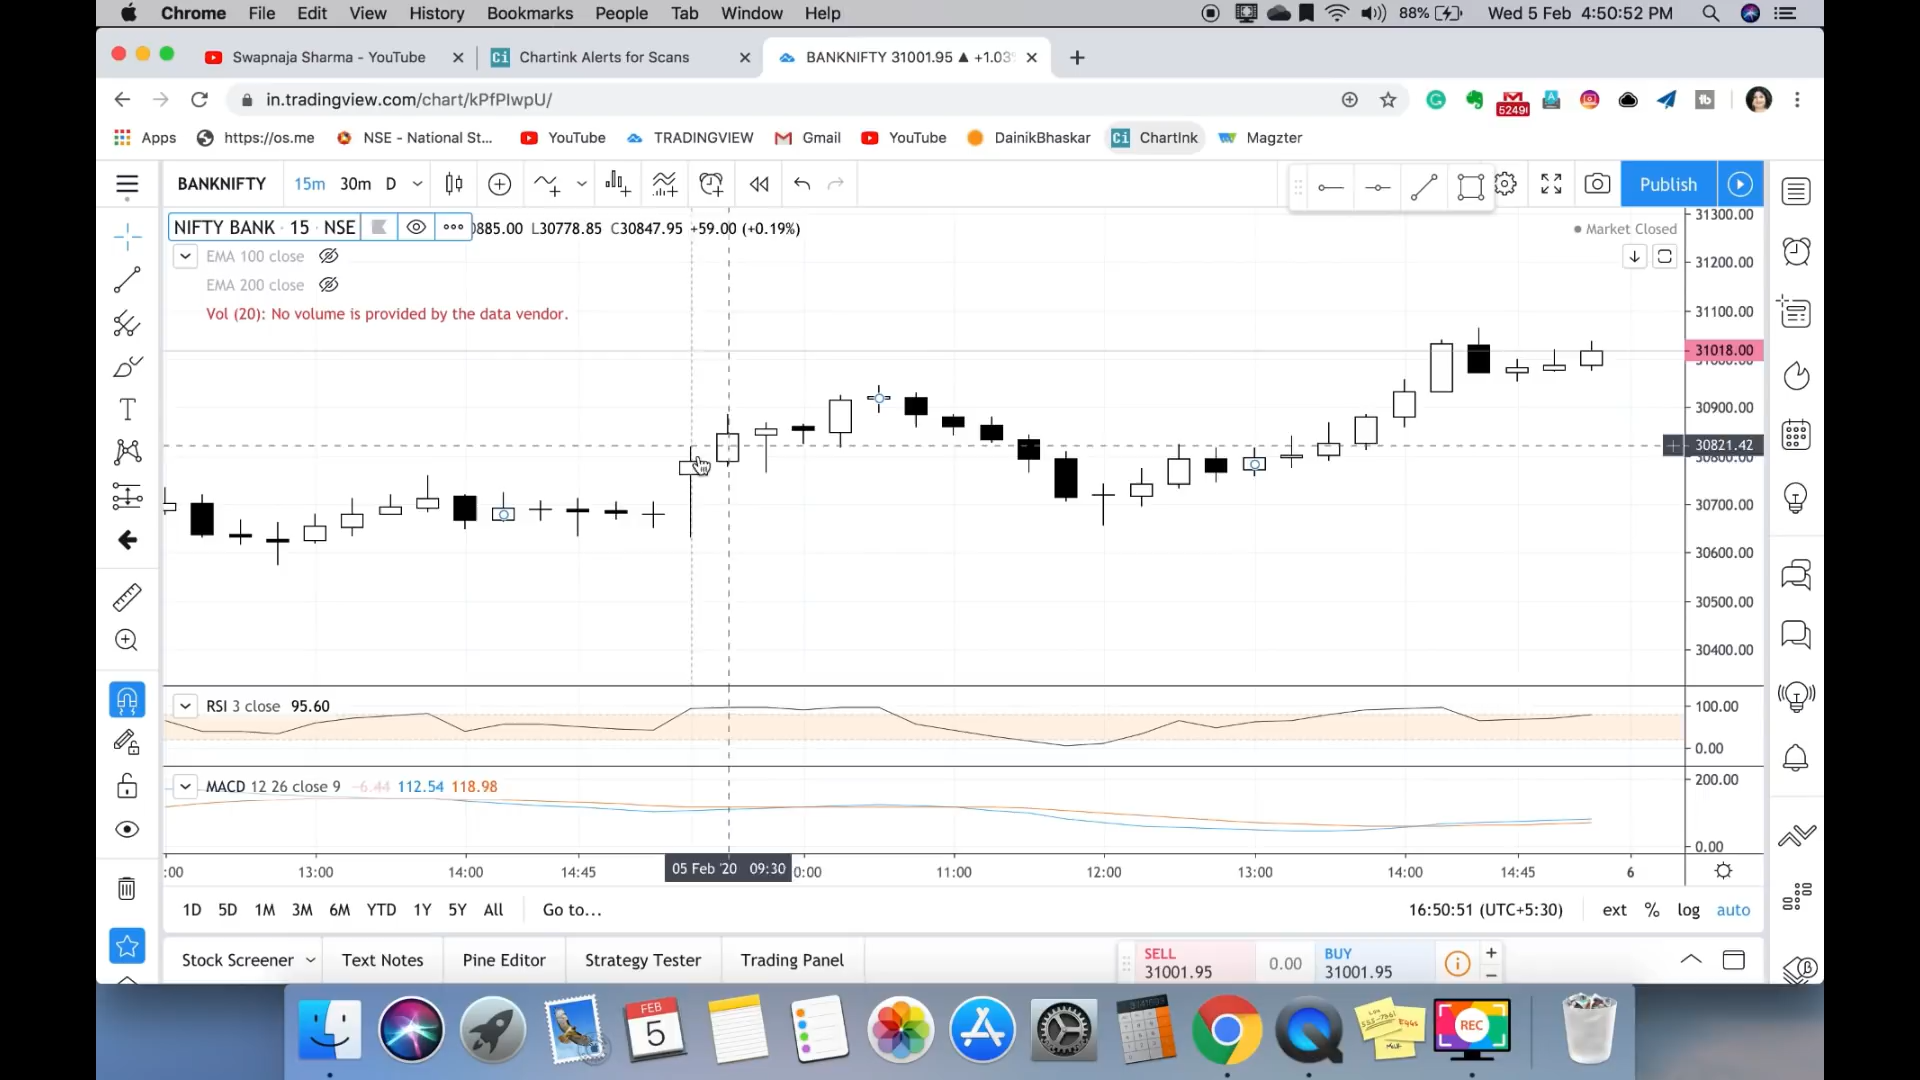 Chrome File Edit View History Bookmarks People Tab Window Help 88% Wed 5 Feb 4:50:52 PM
Swapnaja Sharma - YouTube Chartink Alerts for Scans BANKNIFTY 31001.95 ▲ +1.03
in.tradingview.com/chart/kPfPIwpU/
Apps https://os.me NSE - National St... YouTube TRADINGVIEW Gmail YouTube DainikBhaskar ChartInk Magzter
BANKNIFTY 15m 30m D Publish
NIFTY BANK 15 NSE 885.00 L30778.85 C30847.95 +59.00 (+0.19%) Market Closed
EMA 100 close
EMA 200 close
Vol (20): No volume is provided by the data vendor.
31300.00
31200.00
31100.00
31018.00
30900.00
30821.42
30700.00
30600.00
30500.00
30400.00
RSI 3 close 95.60
100.00
0.00
MACD 12 26 close 9 −6.44 112.54 118.98
200.00
0.00
:00 13:00 14:00 14:45 05 Feb '20 09:30 0:00 11:00 12:00 13:00 14:00 14:45 6
1D 5D 1M 3M 6M YTD 1Y 5Y All Go to... 16:50:51 (UTC+5:30) ext % log auto
Stock Screener Text Notes Pine Editor Strategy Tester Trading Panel
SELL 31001.95 0.00 BUY 31001.95
FEB
5
REC